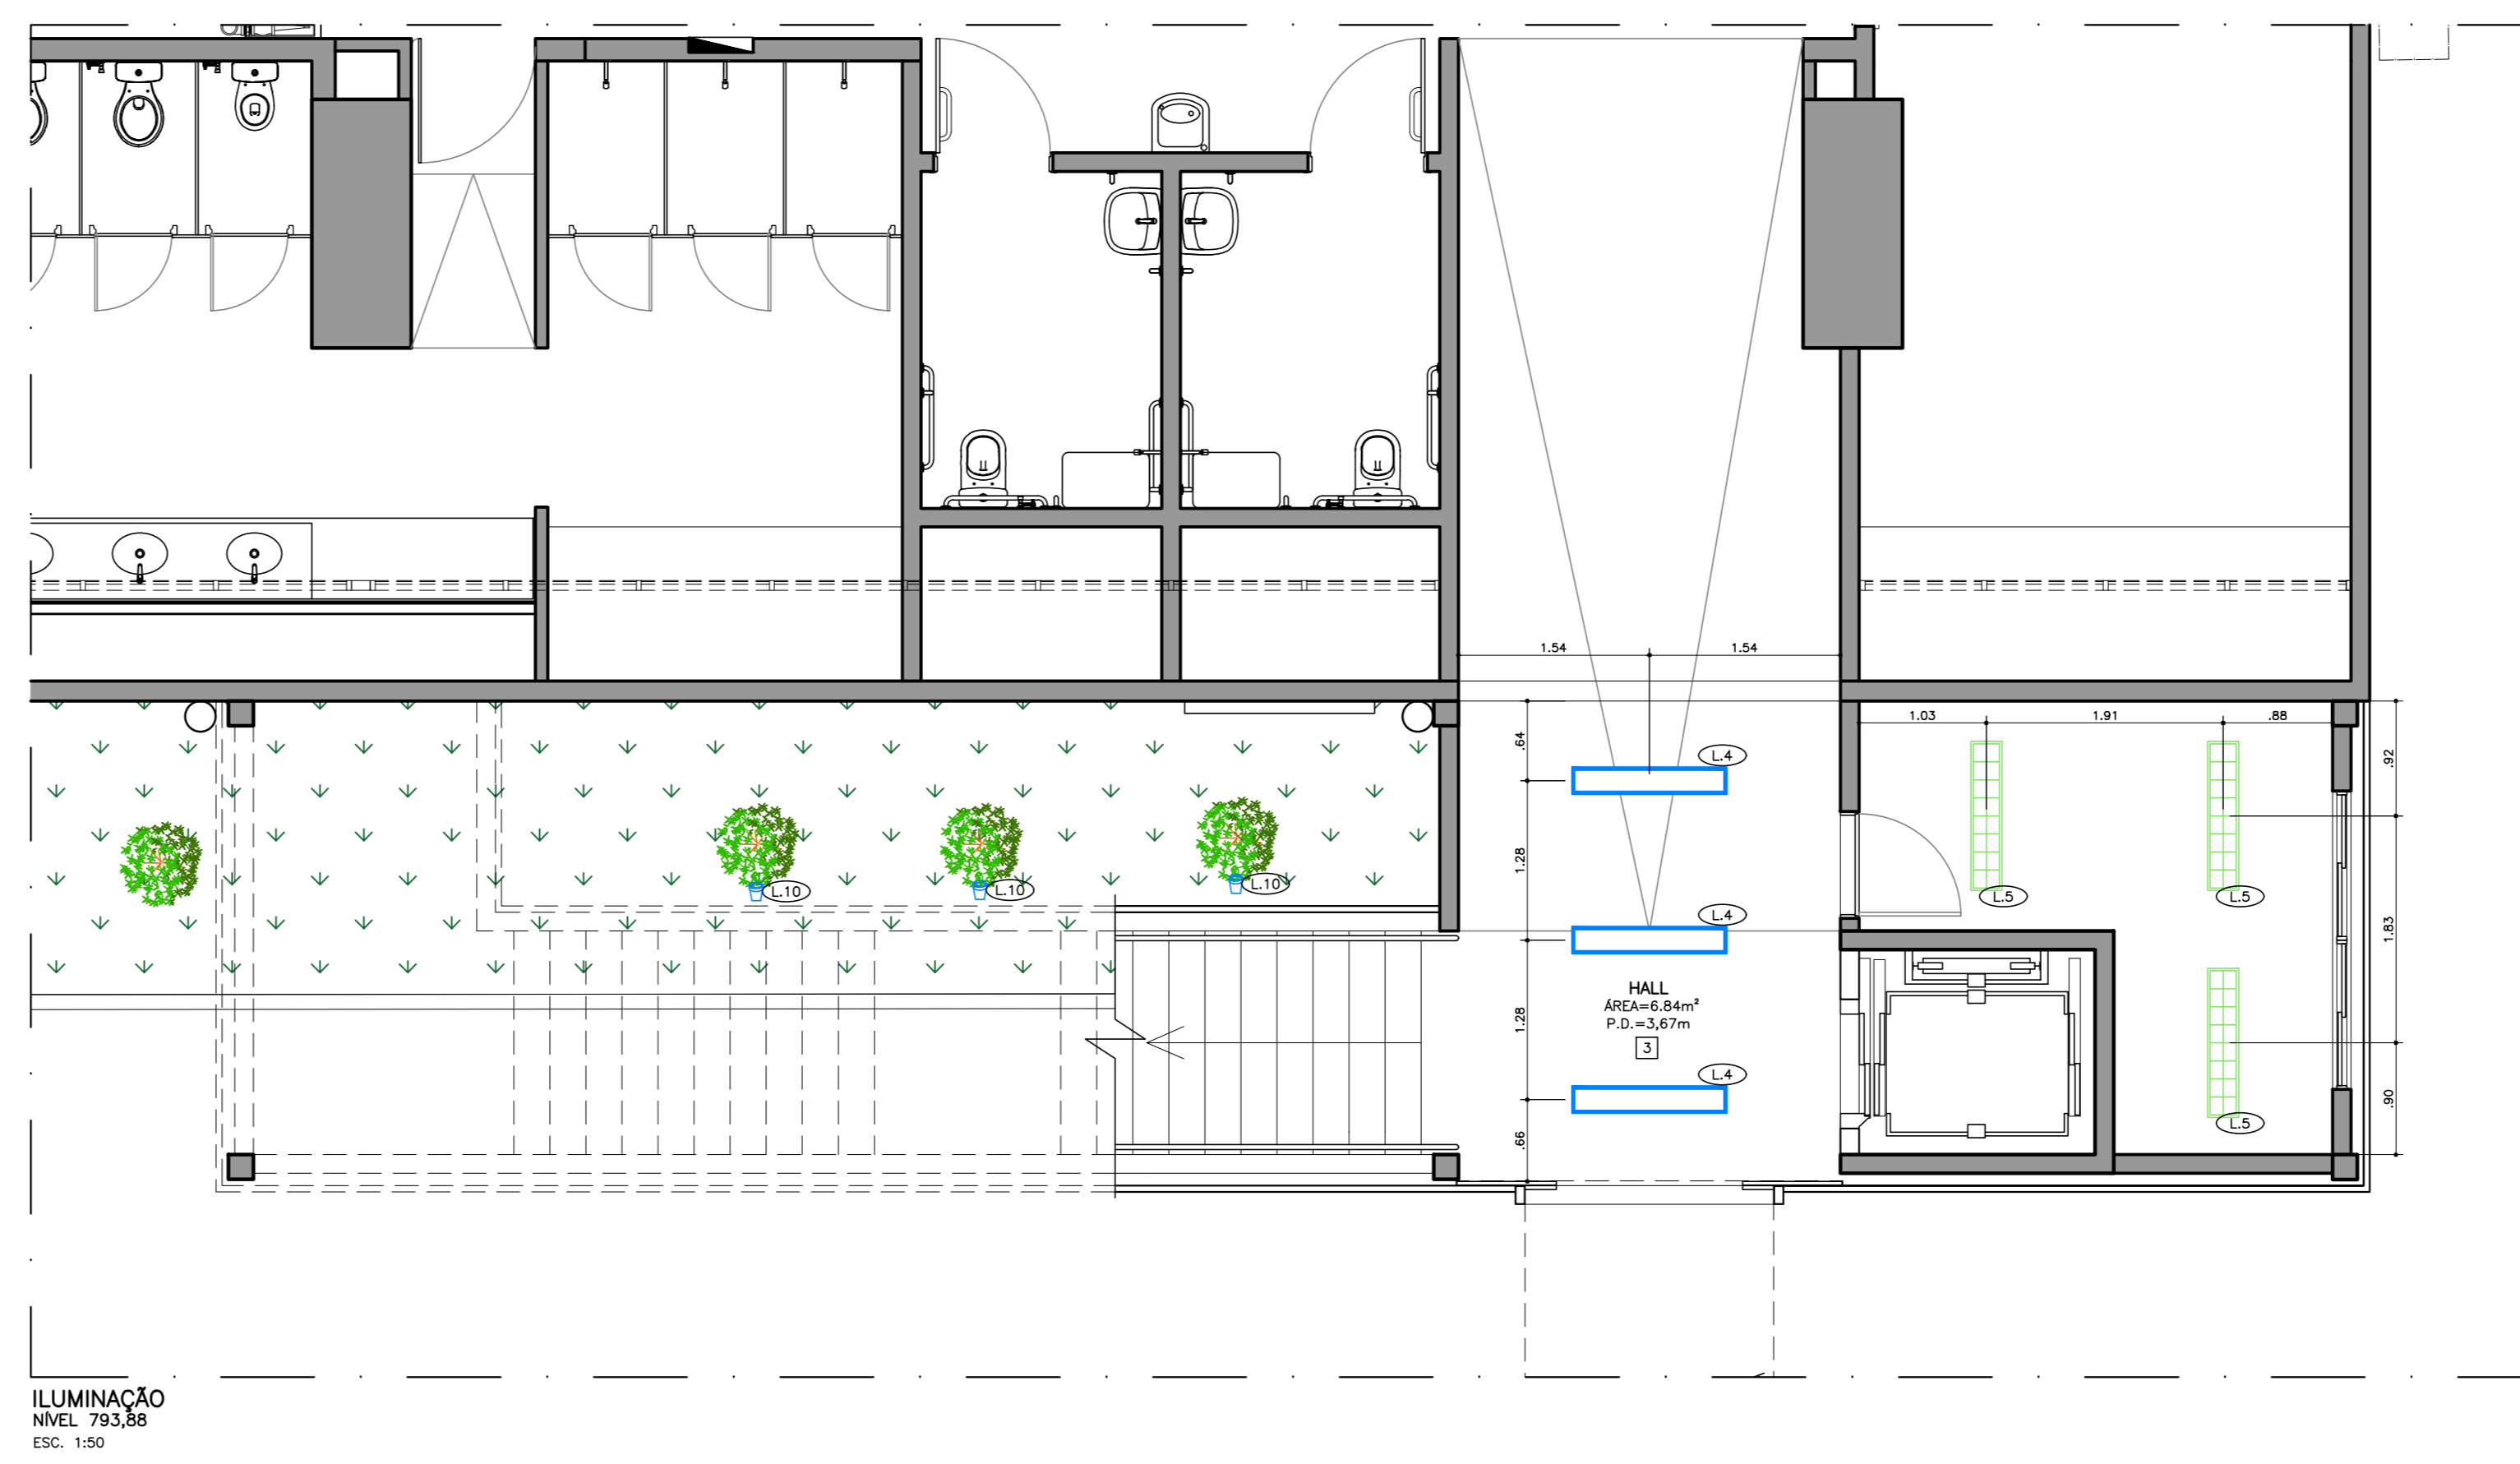 1.54
1.54
1.03
1.91
.88
.64
L.4
.92
1.28
L.10
L.10
L.10
L.5
L.5
L.4
1.83
HALL
ÁREA=6.84m²
P.D.=3,67m
3
1.28
L.4
.90
L.5
.66
ILUMINAÇÃO
NÍVEL 793,88
ESC. 1:50